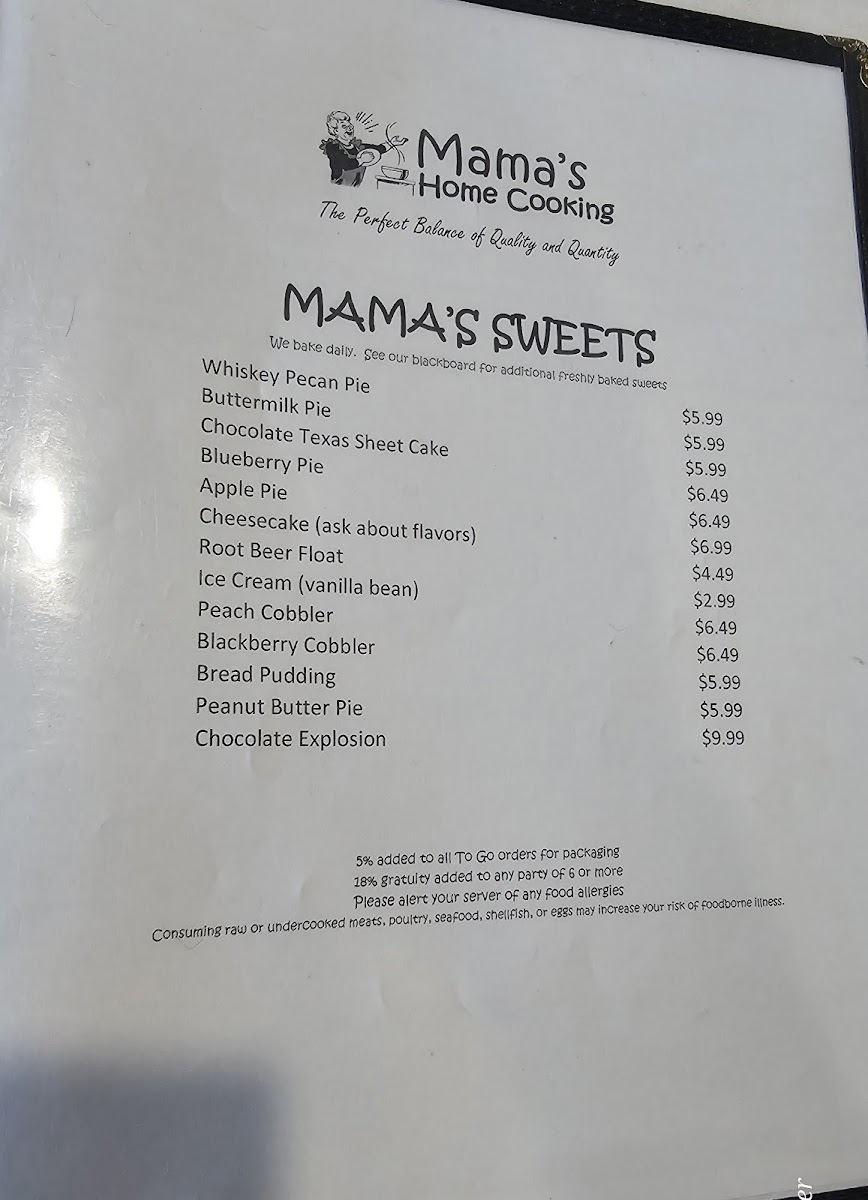 Mama's
Home Cooking
The Perfect Balance of Quality and Quantity
MAMA'S SWEETS
We bake daily. See our blackboard for additional freshly baked sweets
Whiskey Pecan Pie $5.99
Buttermilk Pie $5.99
Chocolate Texas Sheet Cake $5.99
Blueberry Pie $6.49
Apple Pie $6.49
Cheesecake (ask about flavors) $6.99
Root Beer Float $4.49
Ice Cream (vanilla bean) $2.99
Peach Cobbler $6.49
Blackberry Cobbler $6.49
Bread Pudding $5.99
Peanut Butter Pie $5.99
Chocolate Explosion $9.99
5% added to all To Go orders for packaging
18% gratuity added to any party of 6 or more
Please alert your server of any food allergies
Consuming raw or undercooked meats, poultry, seafood, shellfish, or eggs may increase your risk of foodborne illness.